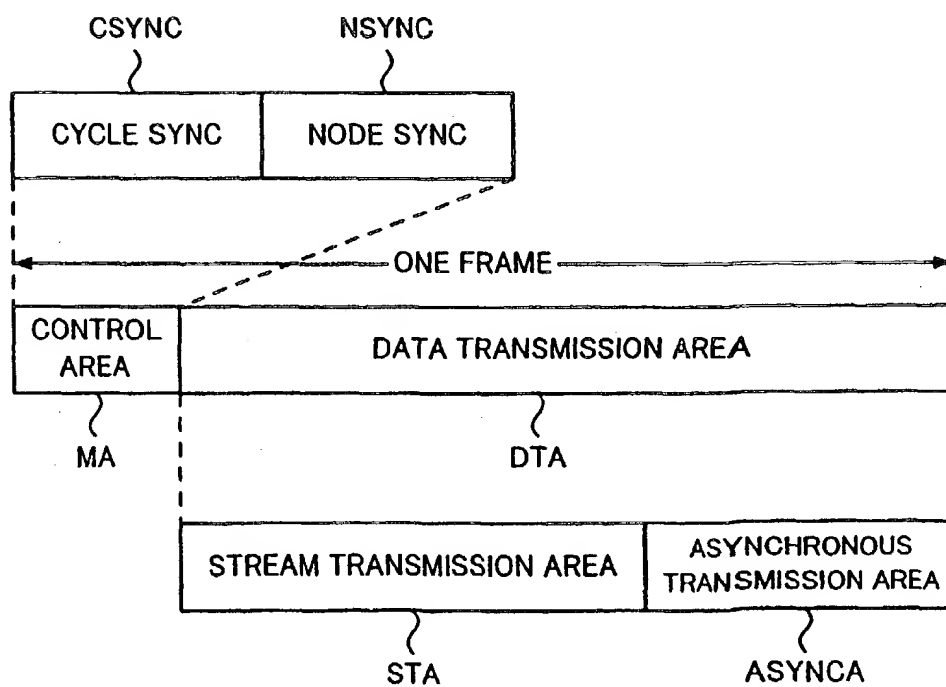 CSYNC NSYNC
CYCLE SYNC NODE SYNC
ONE FRAME
CONTROL AREA
DATA TRANSMISSION AREA
MA DTA
STREAM TRANSMISSION AREA
ASYNCHRONOUS
TRANSMISSION AREA
STA ASYNCA